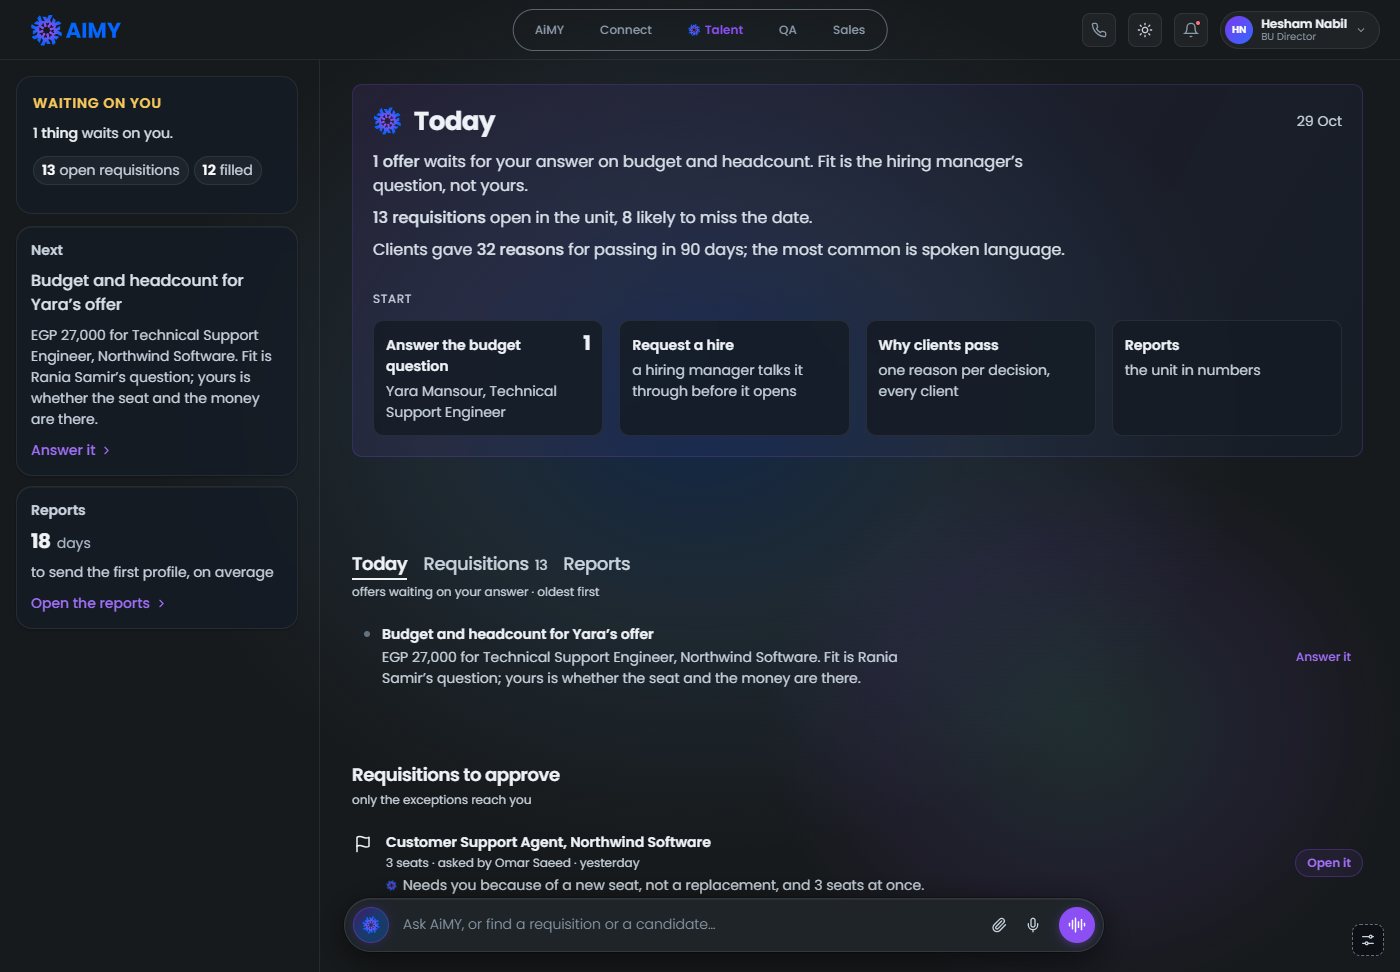 AiMY
AiMY
Connect
Talent
QA
Sales
HN
Hesham Nabil
BU Director
WAITING ON YOU
1 thing waits on you.
13 open requisitions
12 filled
Next
Budget and headcount for
Yara’s offer
EGP 27,000 for Technical Support
Engineer, Northwind Software. Fit is
Rania Samir’s question; yours is
whether the seat and the money
are there.
Answer it
Reports
18 days
to send the first profile, on average
Open the reports
Today
29 Oct
1 offer waits for your answer on budget and headcount. Fit is the hiring manager’s
question, not yours.
13 requisitions open in the unit, 8 likely to miss the date.
Clients gave 32 reasons for passing in 90 days; the most common is spoken language.
START
Answer the budget
question
1
Yara Mansour, Technical
Support Engineer
Request a hire
a hiring manager talks it
through before it opens
Why clients pass
one reason per decision,
every client
Reports
the unit in numbers
Today
Requisitions 13
Reports
offers waiting on your answer · oldest first
Budget and headcount for Yara’s offer
EGP 27,000 for Technical Support Engineer, Northwind Software. Fit is Rania
Samir’s question; yours is whether the seat and the money are there.
Answer it
Requisitions to approve
only the exceptions reach you
Customer Support Agent, Northwind Software
3 seats · asked by Omar Saeed · yesterday
Needs you because of a new seat, not a replacement, and 3 seats at once.
Open it
Ask AiMY, or find a requisition or a candidate…